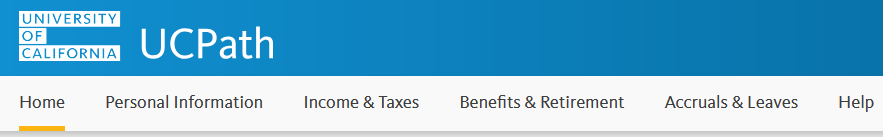 UNIVERSITY
OF
CALIFORNIA
UCPath
Home Personal Information Income & Taxes Benefits & Retirement Accruals & Leaves Help